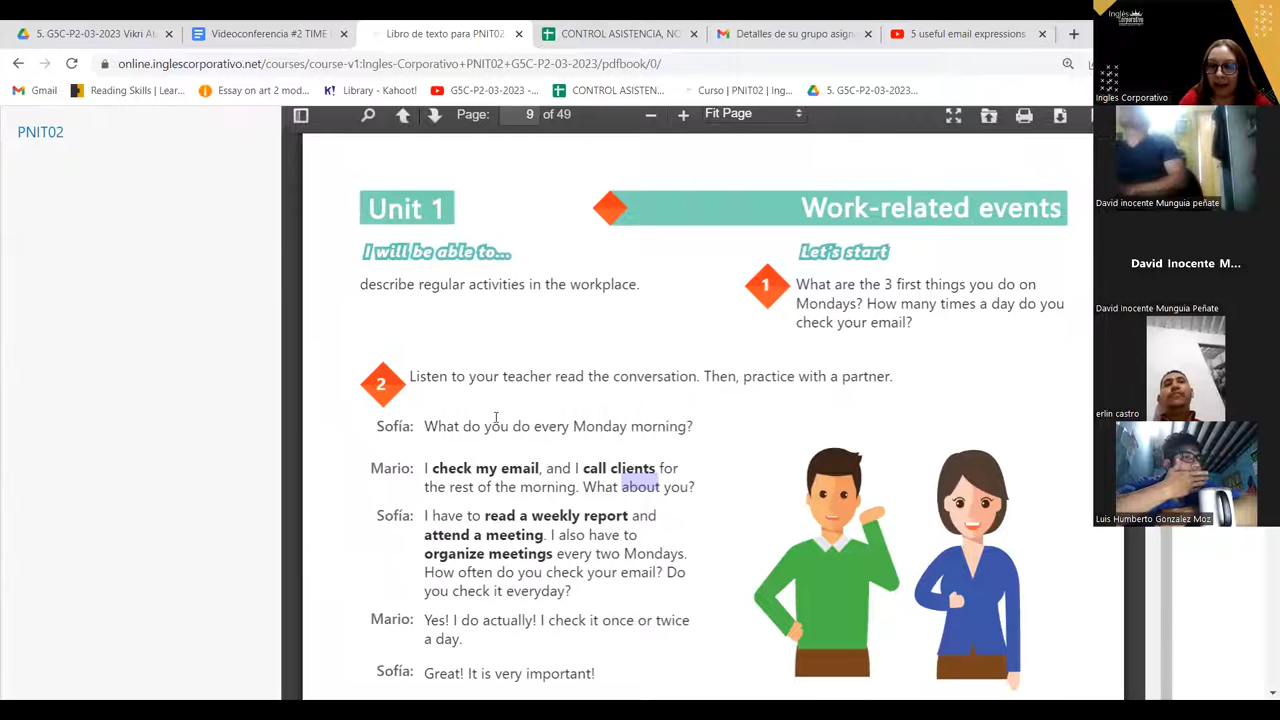 5. G5C-P2-03-2023 Vikri At
Videoconferencia #2 TIME
Libro de texto para PNIT02
CONTROL ASISTENCIA, NO
Detalles de su grupo asign
5 useful email expressions
online.inglescorporativo.net/courses/course-v1:Ingles-Corporativo+PNIT02+G5C-P2-03-2023/pdfbook/0/
Gmail
Reading Skills | Lear...
Essay on art 2 mod...
Library - Kahoot!
G5C-P2-03-2023 -...
CONTROL ASISTEN...
Curso | PNIT02 | Ing...
5. G5C-P2-03-2023...
PNIT02
Page: 9 of 49
Fit Page
Unit 1
Work-related events
I will be able to...
Let's start
describe regular activities in the workplace.
1
What are the 3 first things you do on
Mondays? How many times a day do you
check your email?
2
Listen to your teacher read the conversation. Then, practice with a partner.
Sofía: What do you do every Monday morning?
Mario: I check my email, and I call clients for
the rest of the morning. What about you?
Sofía: I have to read a weekly report and
attend a meeting. I also have to
organize meetings every two Mondays.
How often do you check your email? Do
you check it everyday?
Mario: Yes! I do actually! I check it once or twice
a day.
Sofía: Great! It is very important!
Inglés
Corporativo
Ingles Corporativo
David inocente Munguia peñate
David Inocente M...
David Inocente Munguia Peñate
erlin castro
Luis Humberto Gonzalez Moz